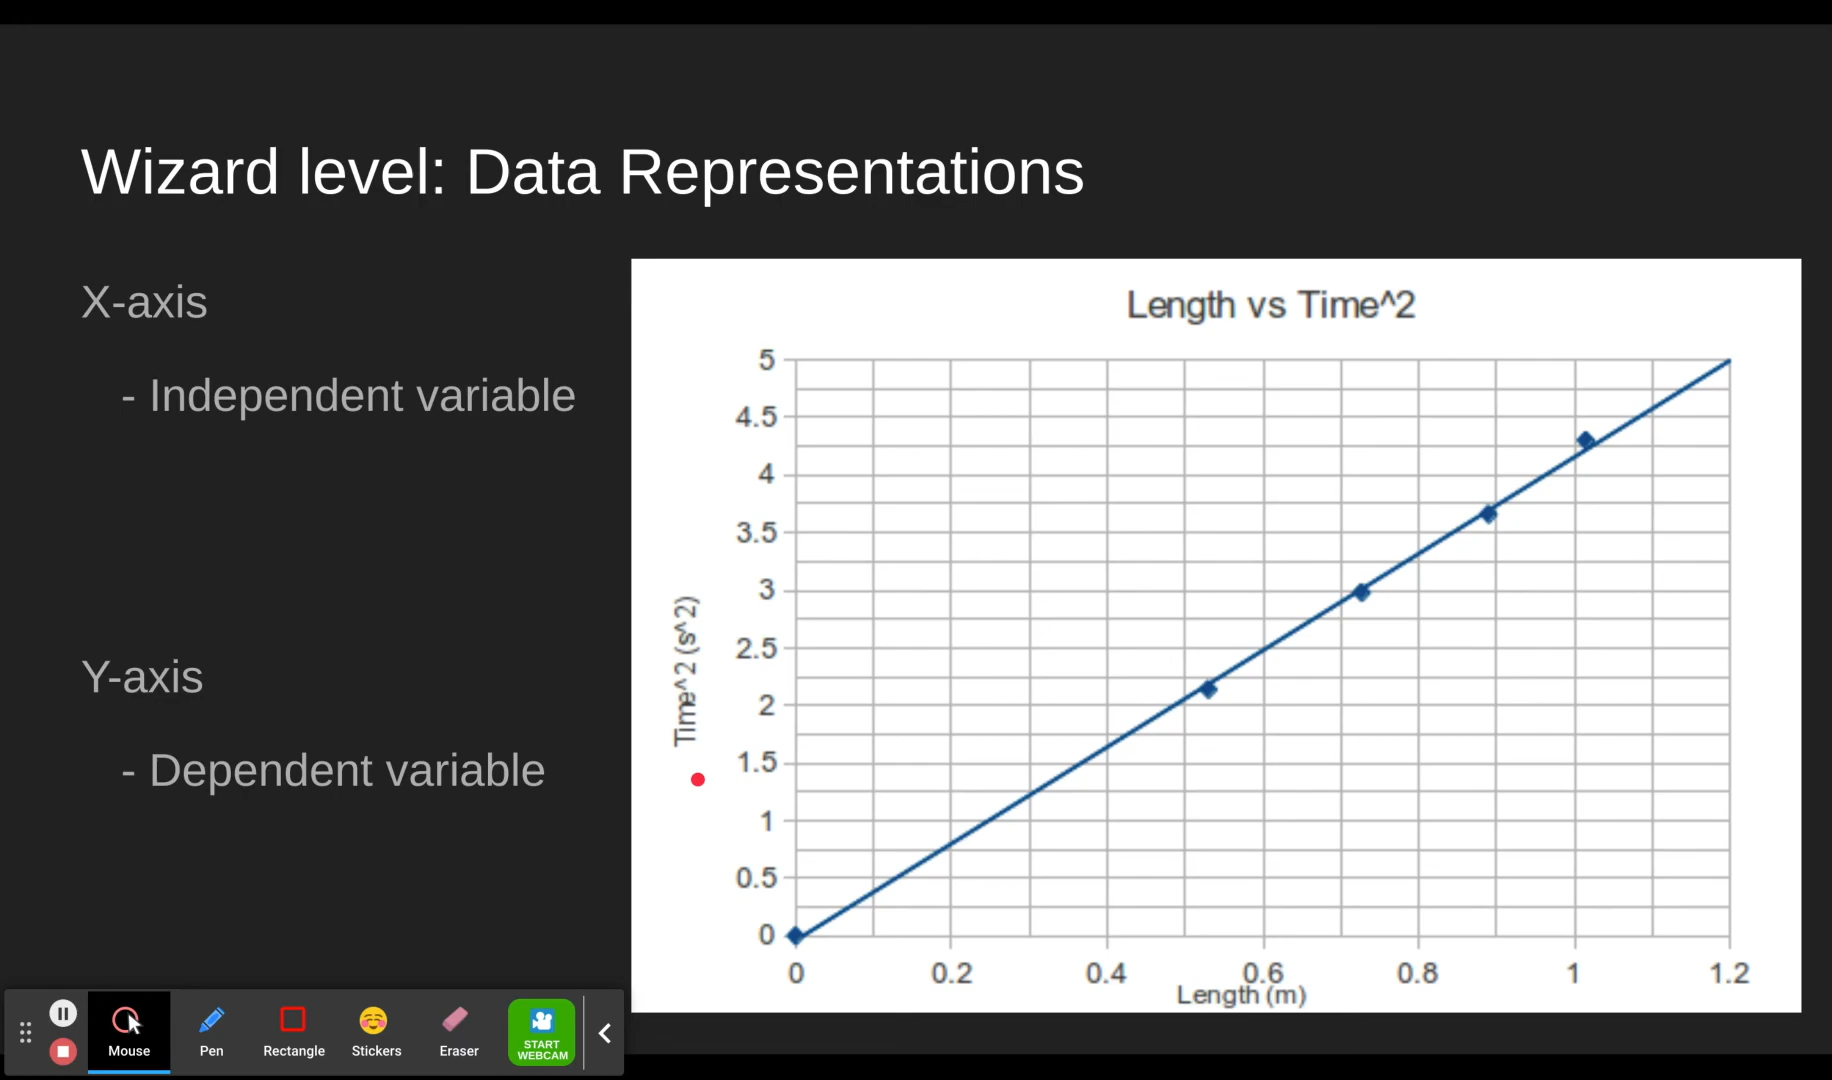 Wizard level: Data Representations
X-axis
- Independent variable
Y-axis
- Dependent variable
Length vs Time^2
5
4.5
4
3.5
3
2.5
2
1.5
1
0.5
0
Time^2 (s^2)
0 0.2 0.4 0.6 0.8 1 1.2
Length (m)
Mouse Pen Rectangle Stickers Eraser
START
WEBCAM